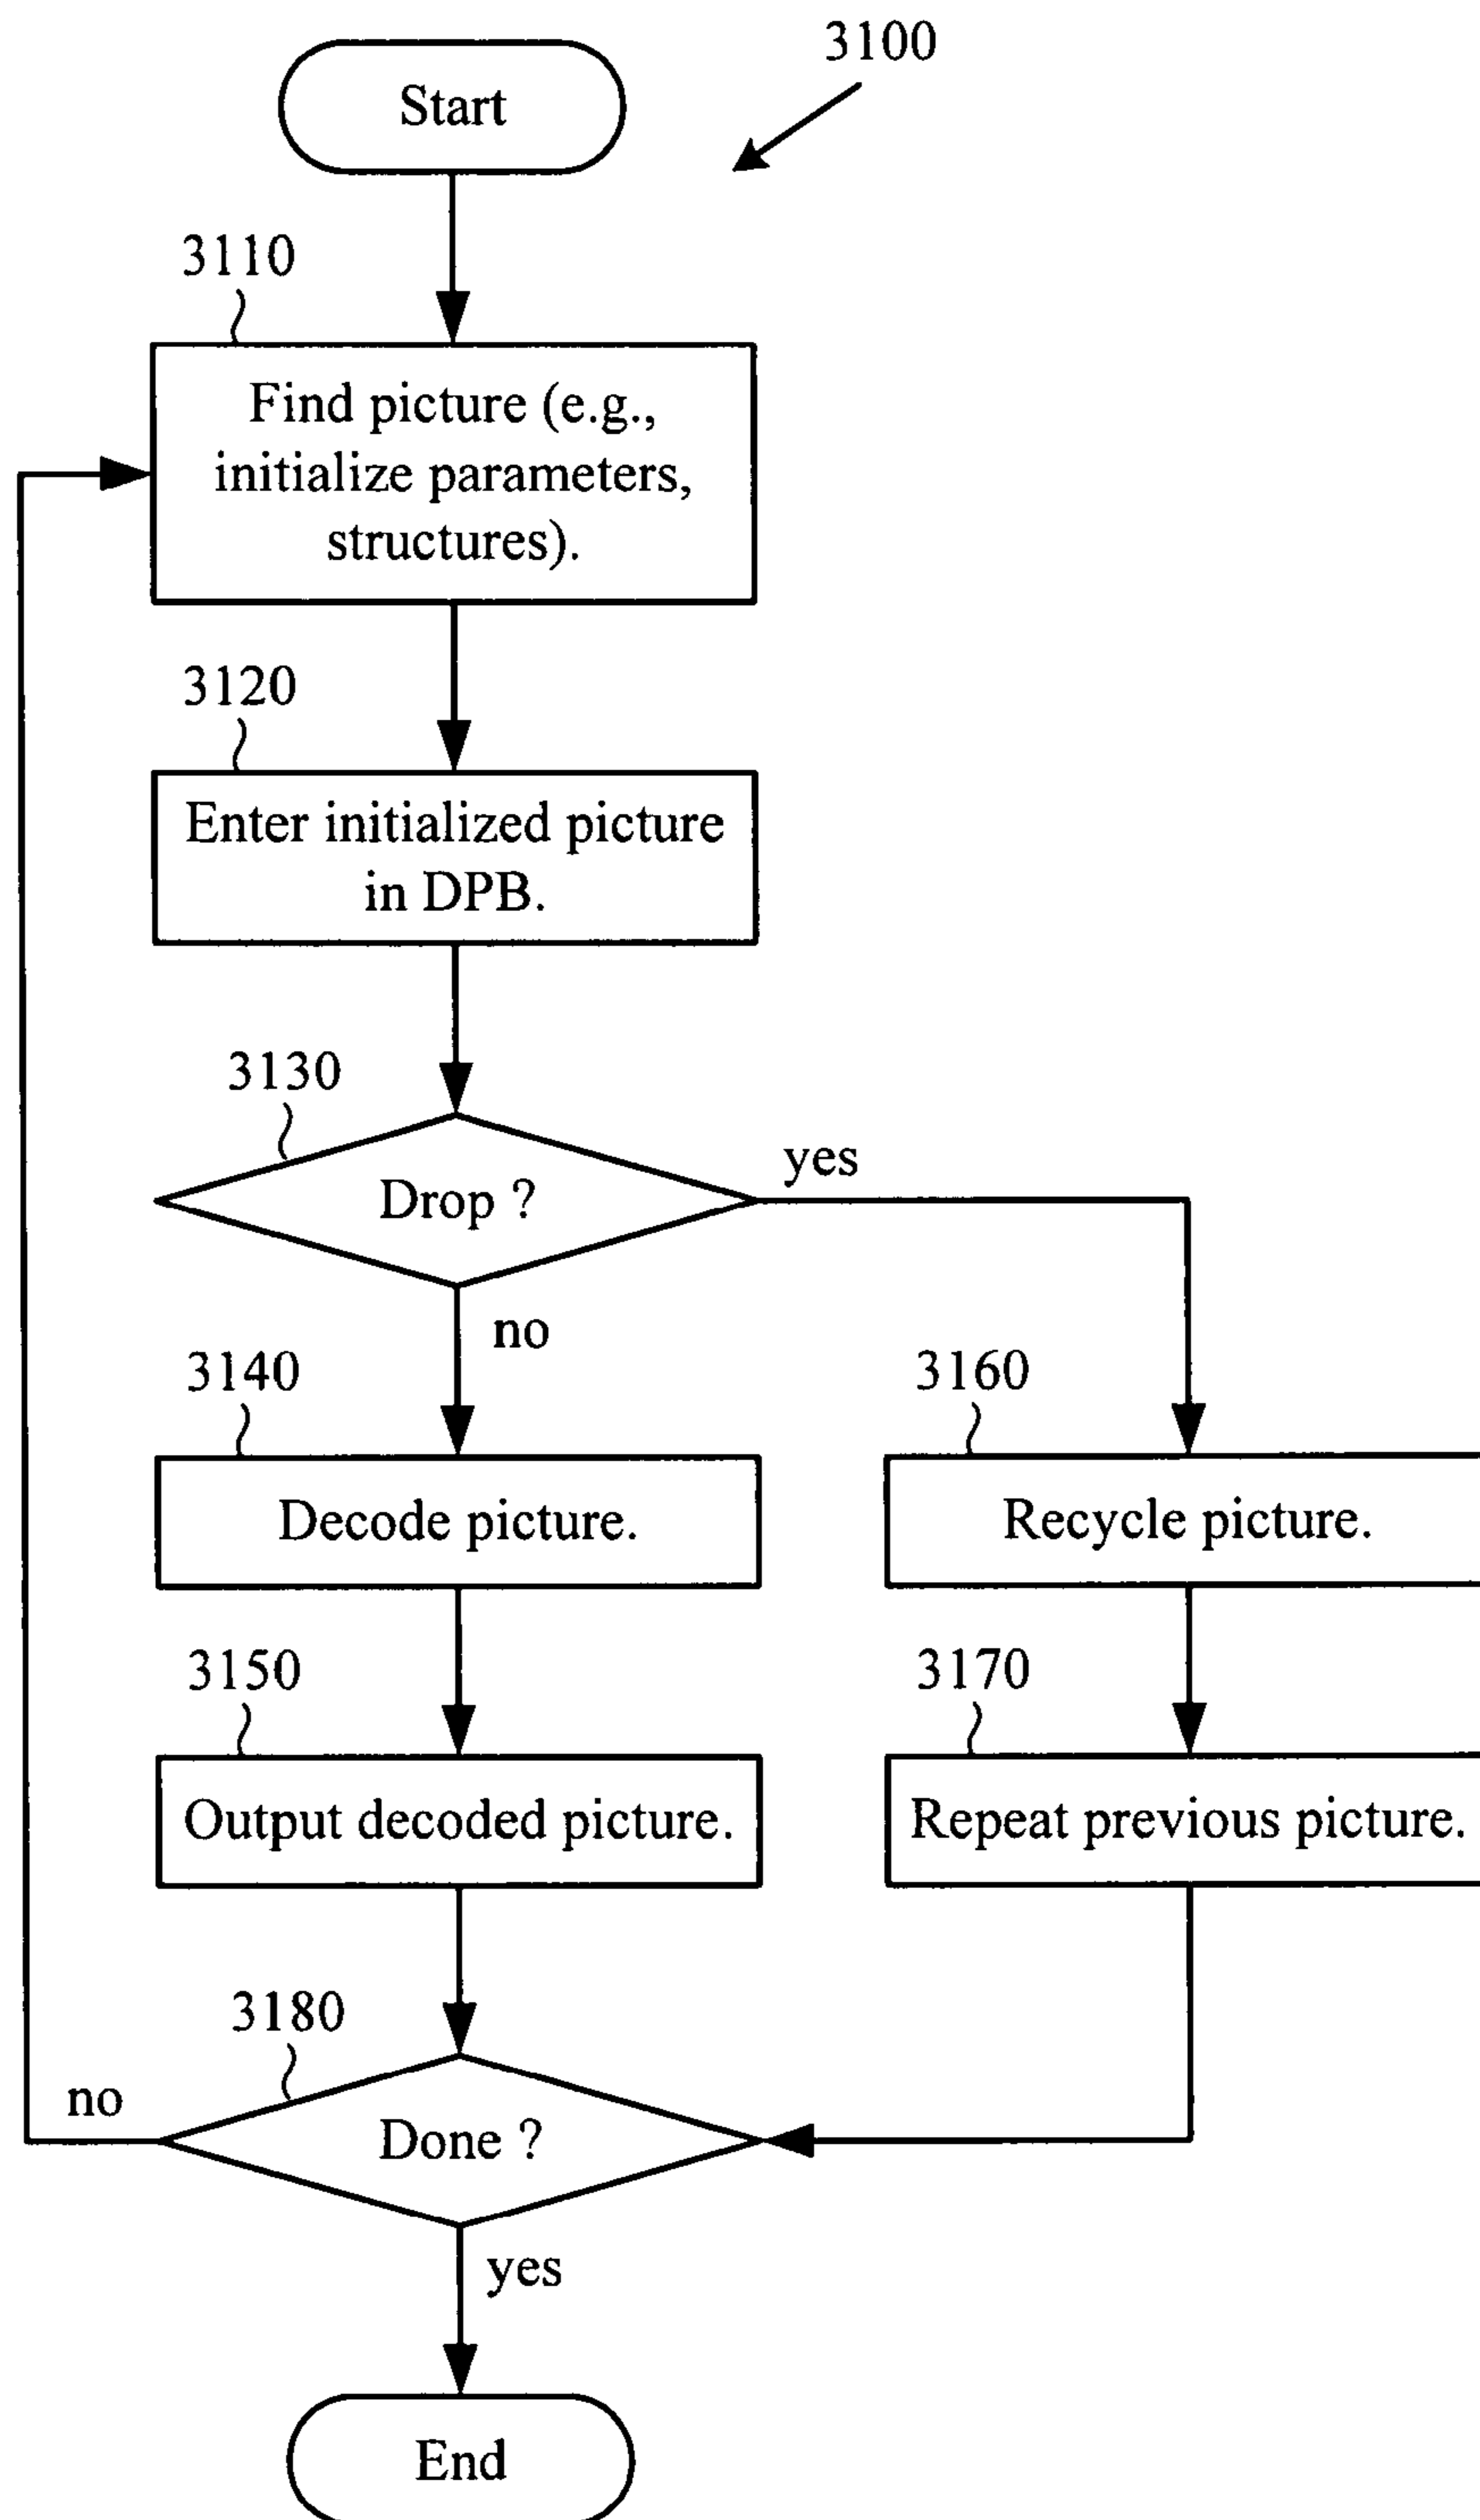 3100
Start
3110
Find picture (e.g.,
initialize parameters,
structures).
3120
Enter initialized picture
in DPB.
3130
Drop ?
yes
no
3140
Decode picture.
3160
Recycle picture.
3150
Output decoded picture.
3170
Repeat previous picture.
3180
Done ?
no
yes
End